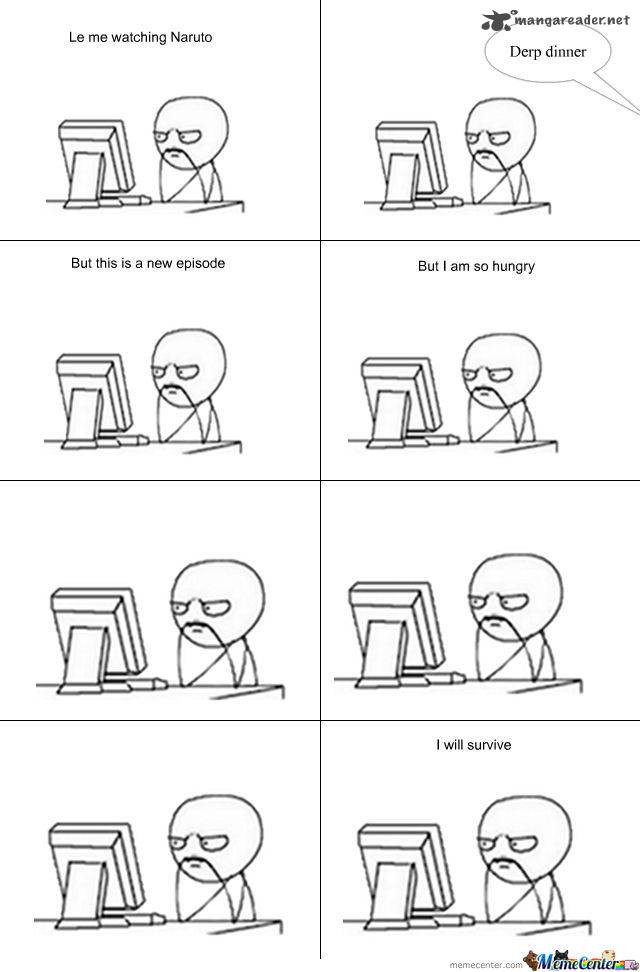 Le me watching Naruto
mangareader.net
Derp dinner
But this is a new episode
But I am so hungry
I will survive
memecenter.com MemeCenter